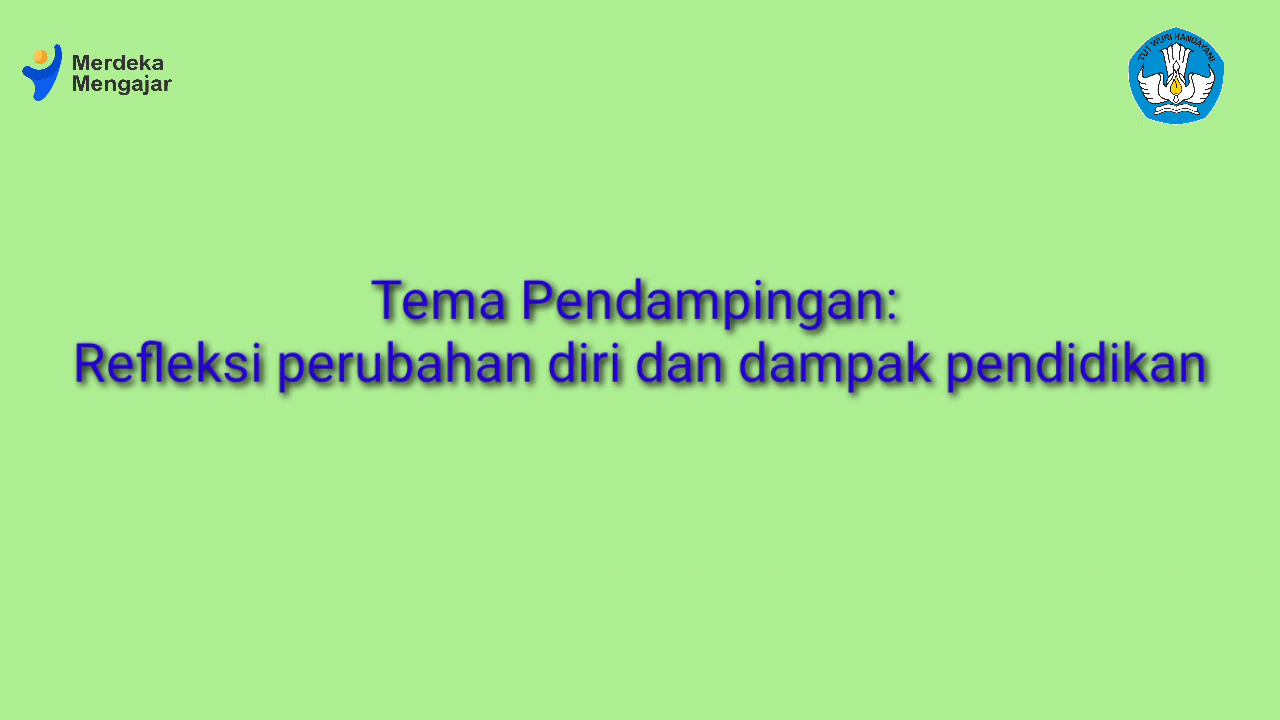 Merdeka
Mengajar
TUT WURI HANDAYANI
Tema Pendampingan:
Refleksi perubahan diri dan dampak pendidikan